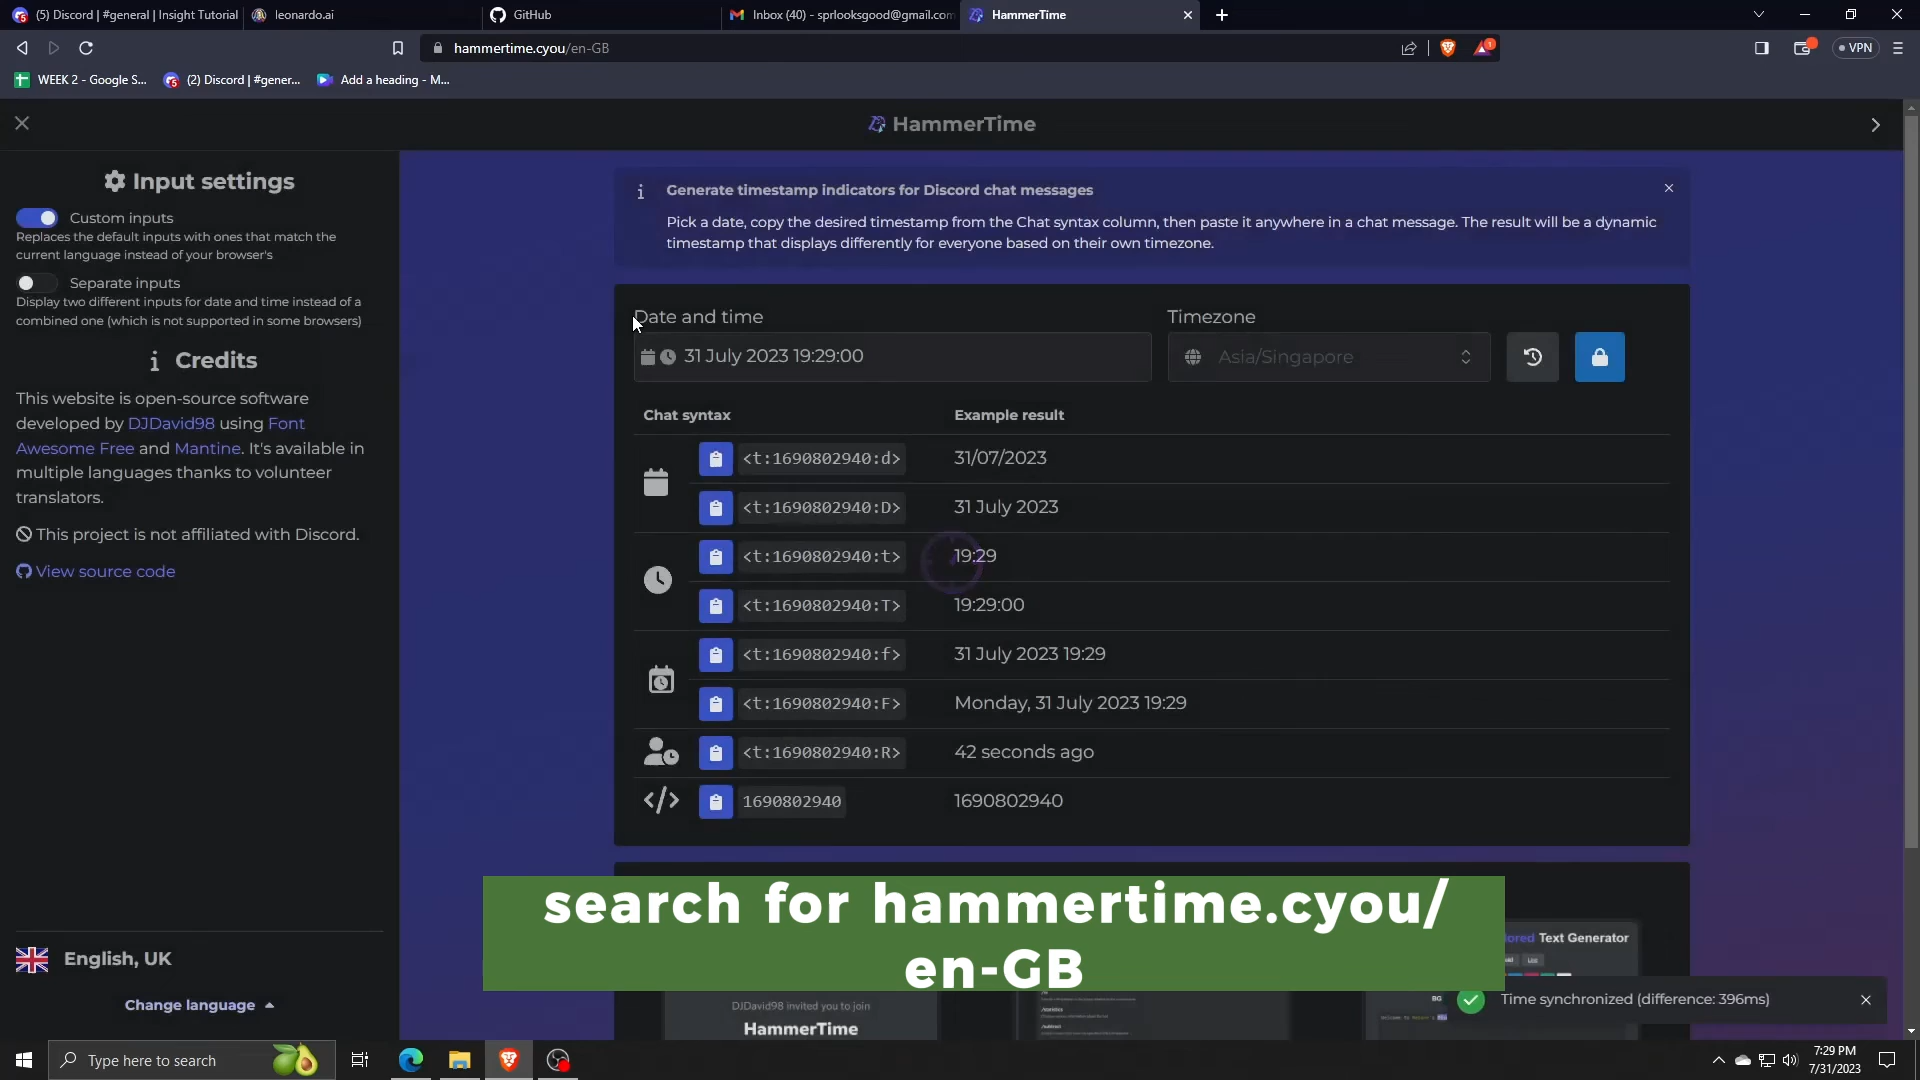 (5) Discord | #general | Insight Tutorial
leonardo.ai
GitHub
Inbox (40) - sprlooksgood@gmail.com
HammerTime
hammertime.cyou/en-GB
1
VPN
WEEK 2 - Google S...
(2) Discord | #gener...
Add a heading - M...
HammerTime
Input settings
Custom inputs
Replaces the default inputs with ones that match the
current language instead of your browser's
Separate inputs
Display two different inputs for date and time instead of a
combined one (which is not supported in some browsers)
Credits
This website is open-source software
developed by DJDavid98 using Font
Awesome Free and Mantine. It's available in
multiple languages thanks to volunteer
translators.
This project is not affiliated with Discord.
View source code
English, UK
Change language
Generate timestamp indicators for Discord chat messages
Pick a date, copy the desired timestamp from the Chat syntax column, then paste it anywhere in a chat message. The result will be a dynamic
timestamp that displays differently for everyone based on their own timezone.
Date and time
Timezone
31 July 2023 19:29:00
Asia/Singapore
Chat syntax
Example result
<t:1690802940:d>
31/07/2023
<t:1690802940:D>
31 July 2023
<t:1690802940:t>
19:29
<t:1690802940:T>
19:29:00
<t:1690802940:f>
31 July 2023 19:29
<t:1690802940:F>
Monday, 31 July 2023 19:29
<t:1690802940:R>
42 seconds ago
1690802940
1690802940
search for hammertime.cyou/
en-GB
Text Generator
DJDavid98 invited you to join
HammerTime
BG
Time synchronized (difference: 396ms)
Type here to search
7:29 PM
7/31/2023